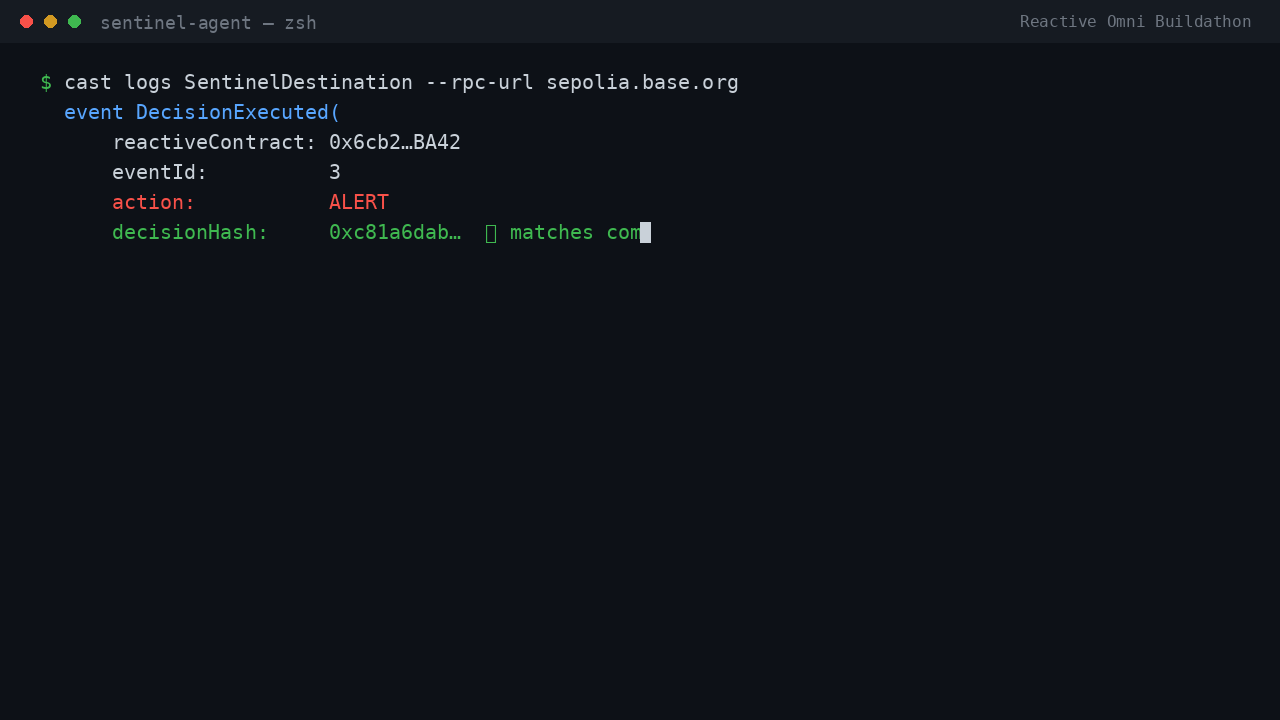 sentinel-agent — zsh
Reactive Omni Buildathon
$ cast logs SentinelDestination --rpc-url sepolia.base.org
event DecisionExecuted(
reactiveContract: 0x6cb2…BA42
eventId: 3
action: ALERT
decisionHash: 0xc81a6dab… ▯ matches com